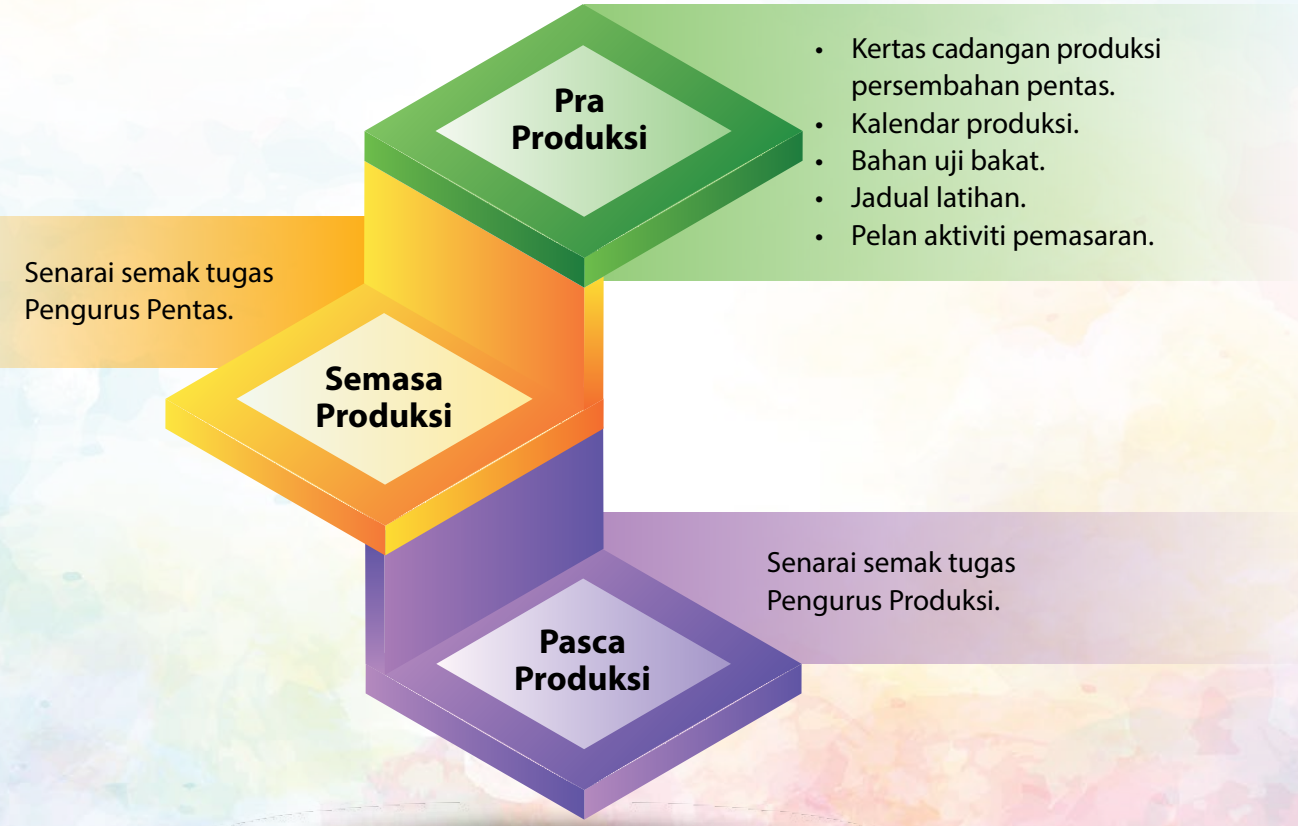 Pra
Produksi
• Kertas cadangan produksi
persembahan pentas.
• Kalendar produksi.
• Bahan uji bakat.
• Jadual latihan.
• Pelan aktiviti pemasaran.
Senarai semak tugas
Pengurus Pentas.
Semasa
Produksi
Senarai semak tugas
Pengurus Produksi.
Pasca
Produksi